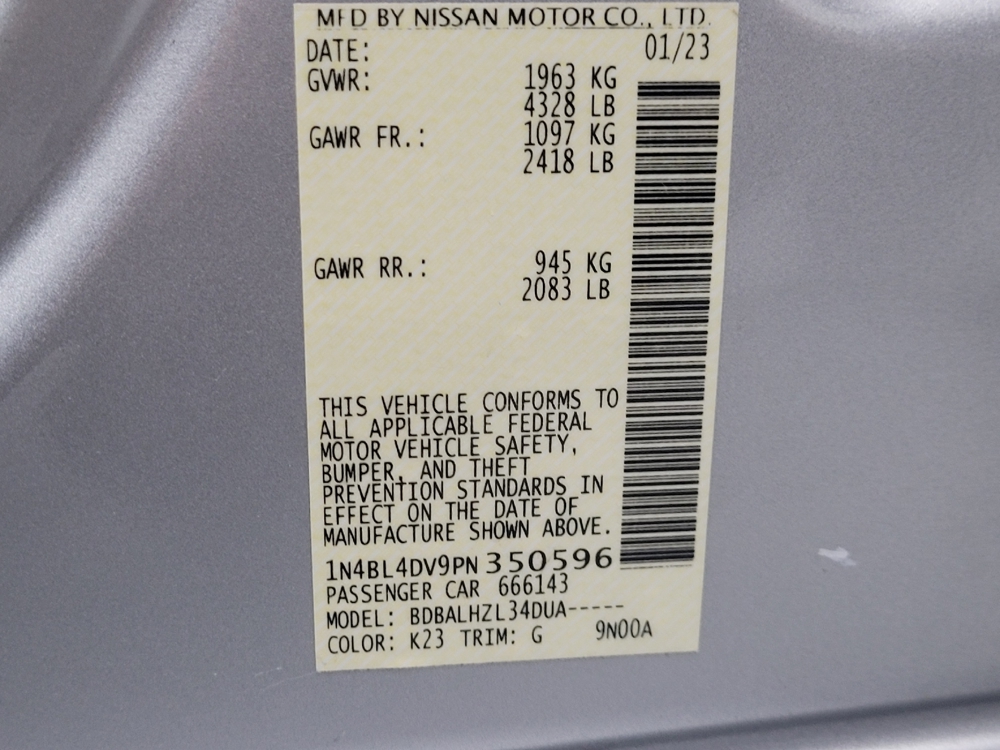 MFD BY NISSAN MOTOR CO., LTD.
DATE: 01/23
GVWR: 1963 KG
4328 LB
GAWR FR.: 1097 KG
2418 LB
GAWR RR.: 945 KG
2083 LB
THIS VEHICLE CONFORMS TO
ALL APPLICABLE FEDERAL
MOTOR VEHICLE SAFETY,
BUMPER, AND THEFT
PREVENTION STANDARDS IN
EFFECT ON THE DATE OF
MANUFACTURE SHOWN ABOVE.
1N4BL4DV9PN350596
PASSENGER CAR 666143
MODEL: BDBALHZL34DUA-----
COLOR: K23 TRIM: G 9N00A